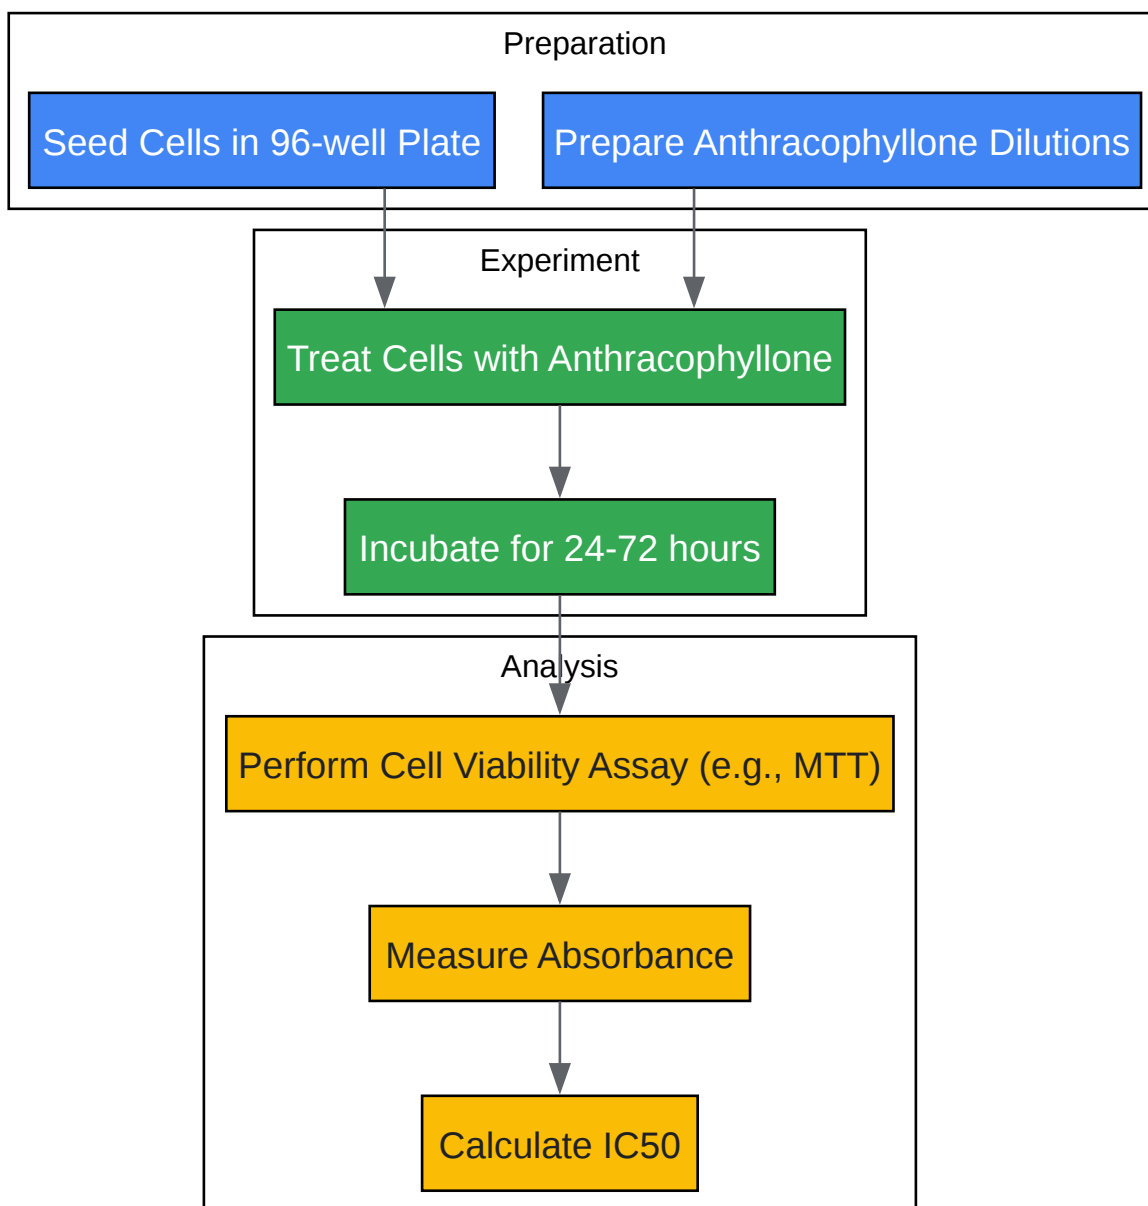 Preparation
Seed Cells in 96-well Plate
Prepare Anthracophyllone Dilutions
Experiment
Treat Cells with Anthracophyllone
Incubate for 24-72 hours
Analysis
Perform Cell Viability Assay (e.g., MTT)
Measure Absorbance
Calculate IC50